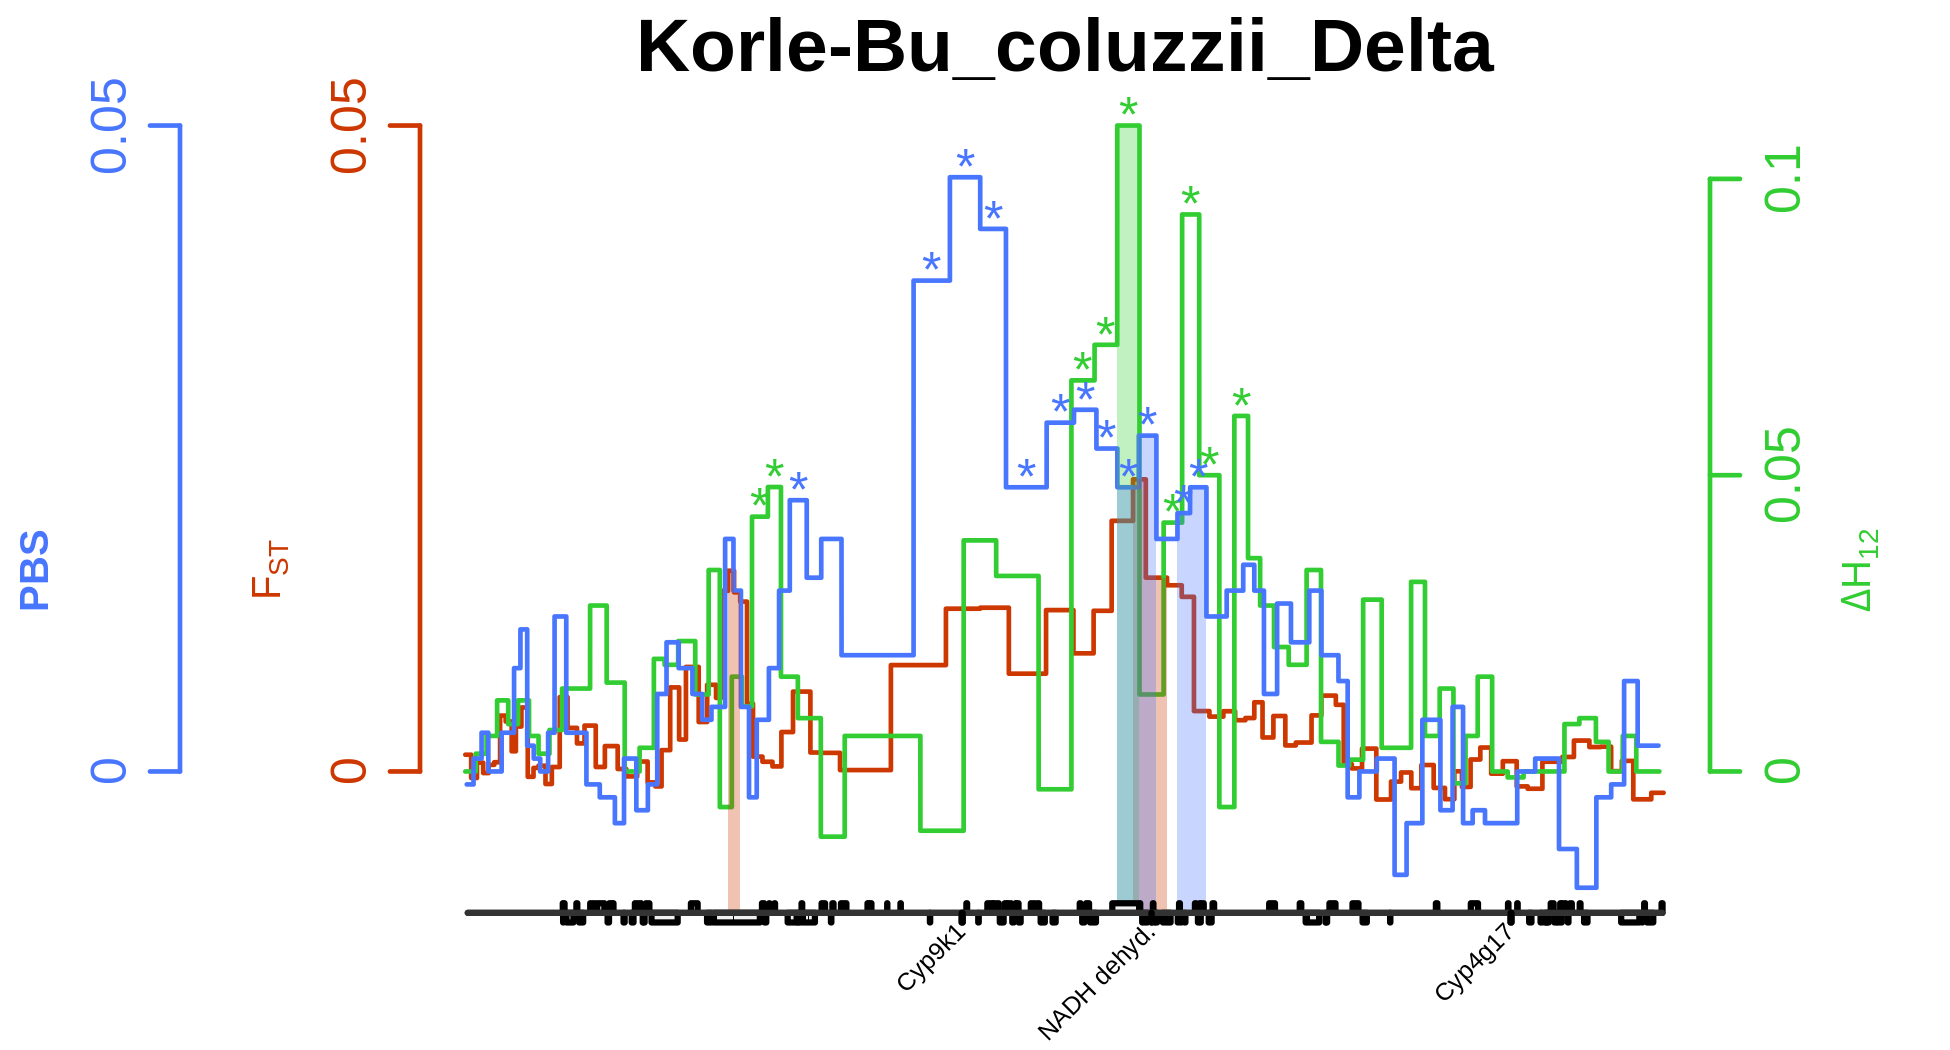 Korle-Bu_coluzzii_Delta
PBS
0.05
0
FST
0.05
0
ΔH12
0.1
0.05
0
Cyp9k1
NADH dehyd.
Cyp4g17